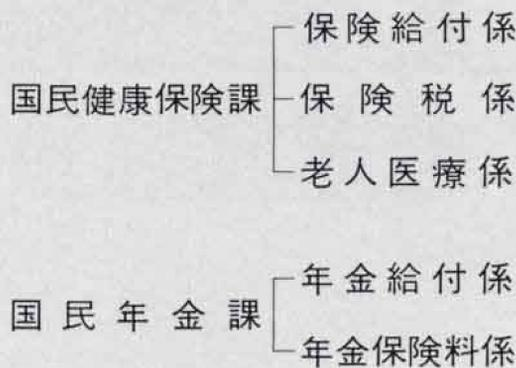 保険給付係
国民健康保険課
保険税係
老人医療係
年金給付係
国民年金課
年金保険料係